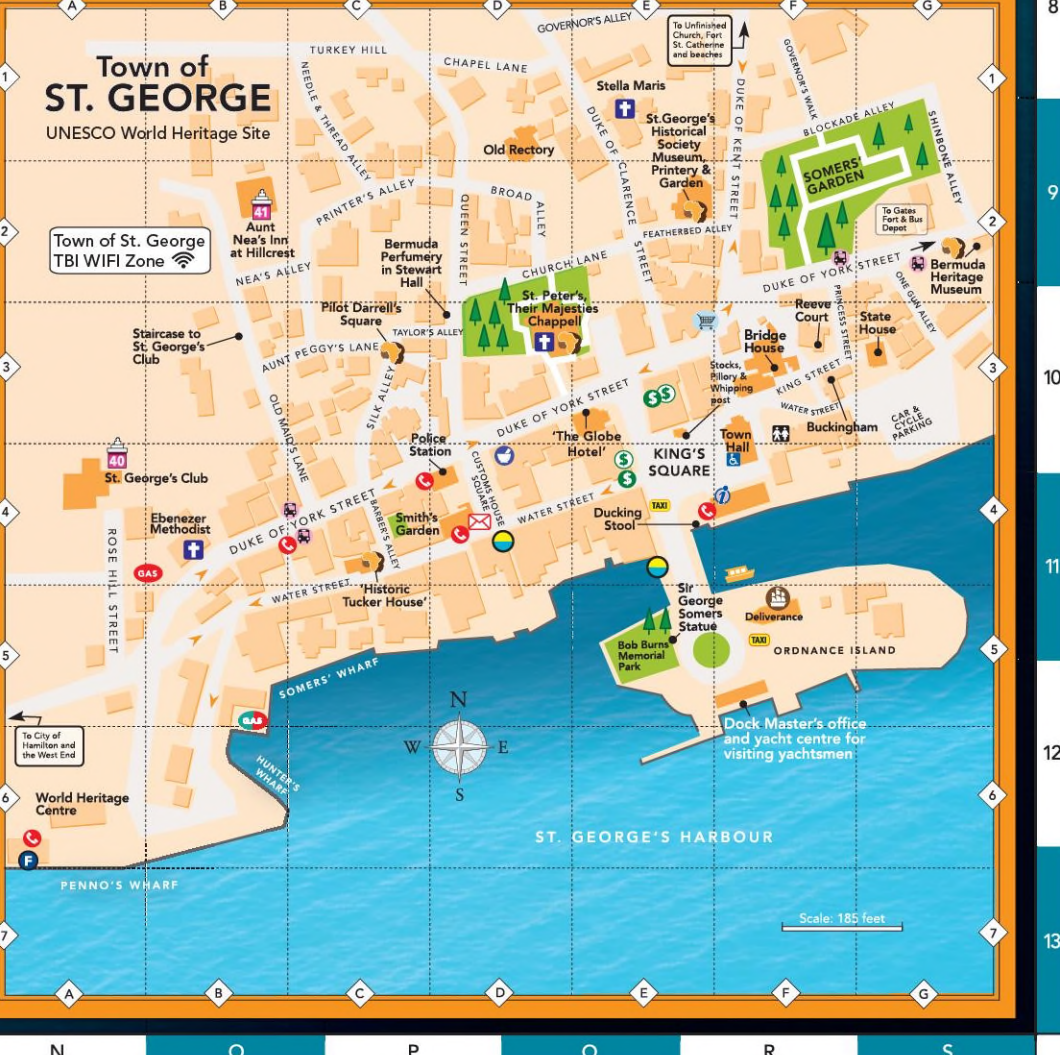 A
B
C
D
E
F
G
8
Town of
ST. GEORGE
UNESCO World Heritage Site
TURKEY HILL
CHAPEL LANE
GOVERNOR'S ALLEY
To Unfinished
Church, Fort
St. Catherine
and beaches
GOVERNOR'S WALK
1
1
NEEDLE & THREAD ALLEY
Stella Maris
DUKE OF KENT STREET
BLOCKADE ALLEY
SHINBONE ALLEY
DUKE OF CLARENCE STREET
St.George's
Historical
Society
Museum,
Printery &
Garden
Old Rectory
SOMERS'
GARDEN
9
PRINTER'S ALLEY
BROAD ALLEY
QUEEN STREET
41
Aunt
Nea's Inn
at Hillcrest
2
2
To Gates
Fort & Bus
Depot
FEATHERBED ALLEY
Town of St. George
TBI WIFI Zone
NEA'S ALLEY
Bermuda
Perfumery
in Stewart
Hall
CHURCH LANE
DUKE OF YORK STREET
Bermuda
Heritage
Museum
ONE GUN ALLEY
PRINCESS STREET
St. Peter's,
Their Majesties
Chappell
Pilot Darrell's
Square
TAYLOR'S ALLEY
Reeve
Court
State
House
Staircase to
St. George's
Club
AUNT PEGGY'S LANE
Bridge
House
3
3
10
Stocks,
Pillory &
Whipping
post
KING STREET
SILK ALLEY
DUKE OF YORK STREET
$
$
$
$
WATER STREET
Buckingham
CAR &
CYCLE
PARKING
OLD MAID'S LANE
'The Globe
Hotel'
Police
Station
Town
Hall
KING'S
SQUARE
40
St. George's Club
CUSTOMS HOUSE
SQUARE
TAXI
i
4
4
DUKE OF YORK STREET
BARBER'S ALLEY
Smith's
Garden
WATER STREET
Ducking
Stool
Ebenezer
Methodist
ROSE HILL STREET
GAS
11
WATER STREET
'Historic
Tucker House'
Sir
George
Somers
Statue
Deliverance
TAXI
ORDNANCE ISLAND
Bob Burns
Memorial
Park
5
5
SOMERS' WHARF
GAS
N
W
E
S
Dock Master's office
and yacht centre for
visiting yachtsmen
To City of
Hamilton and
the West End
12
HUNTER'S
WHARF
6
6
World Heritage
Centre
ST. GEORGE'S HARBOUR
F
PENNO'S WHARF
Scale: 185 feet
7
7
13
A
B
C
D
E
F
G
N
O
P
Q
R
S